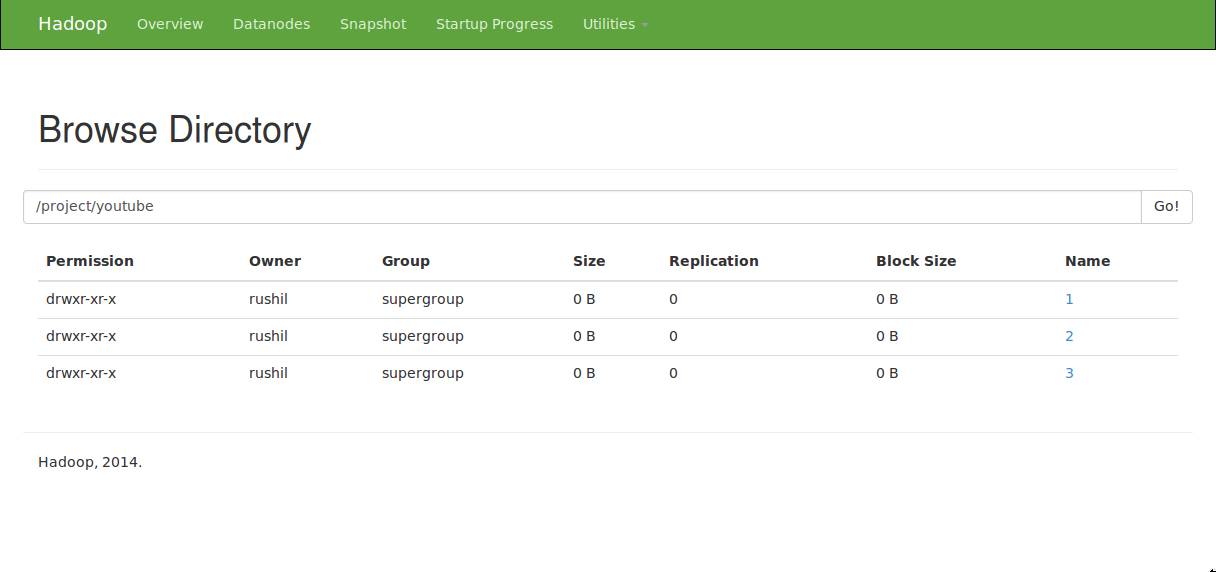 Hadoop Overview Datanodes Snapshot Startup Progress Utilities
Browse Directory
/project/youtube Go!
Permission Owner Group Size Replication Block Size Name
drwxr-xr-x rushil supergroup 0 B 0 0 B 1
drwxr-xr-x rushil supergroup 0 B 0 0 B 2
drwxr-xr-x rushil supergroup 0 B 0 0 B 3
Hadoop, 2014.